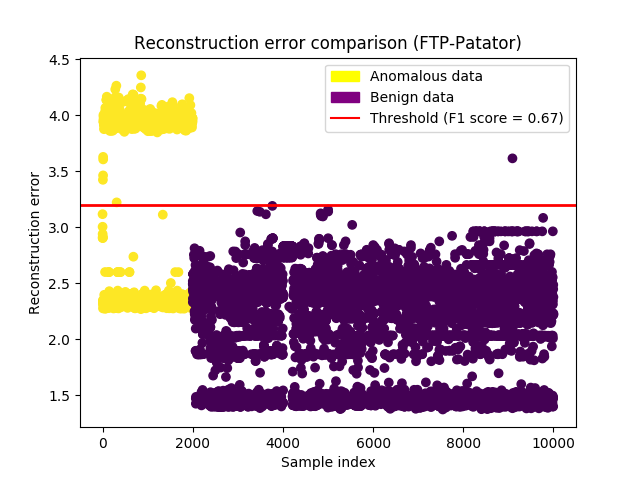 Reconstruction error comparison (FTP-Patator)
Anomalous data
Benign data
Threshold (F1 score = 0.67)
Reconstruction error
4.5
4.0
3.5
3.0
2.5
2.0
1.5
0
2000
4000
6000
8000
10000
Sample index